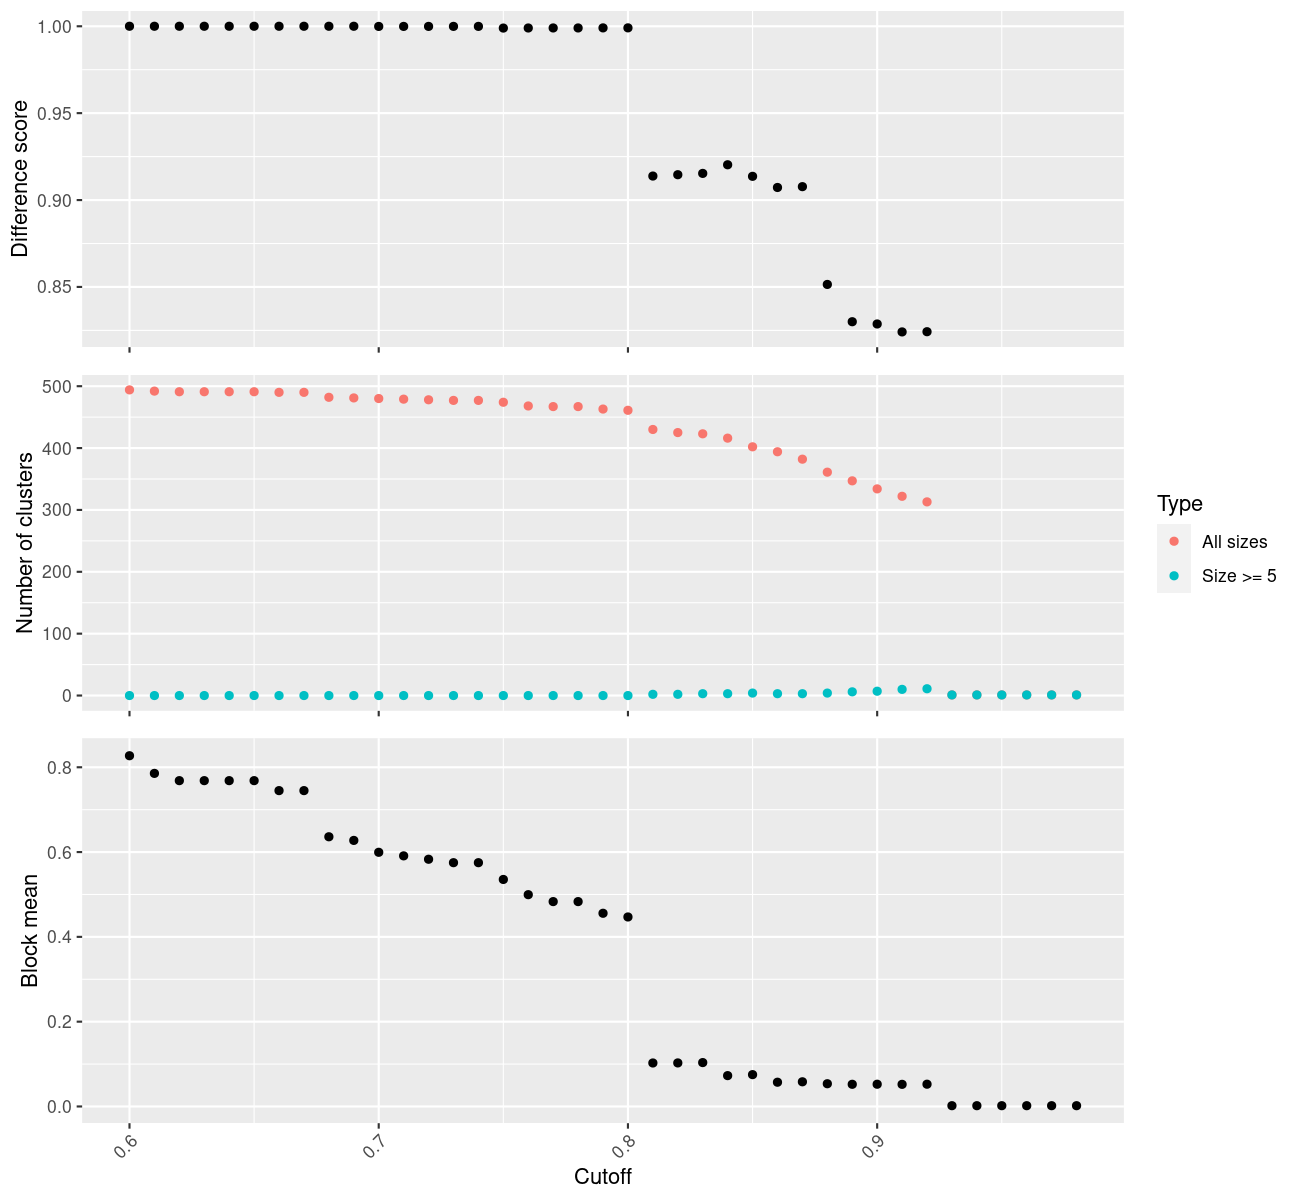 Difference score
1.00
0.95
0.90
0.85
Number of clusters
500
400
300
200
100
0
Type
All sizes
Size >= 5
Block mean
0.8
0.6
0.4
0.2
0.0
0.6 0.7 0.8 0.9
Cutoff